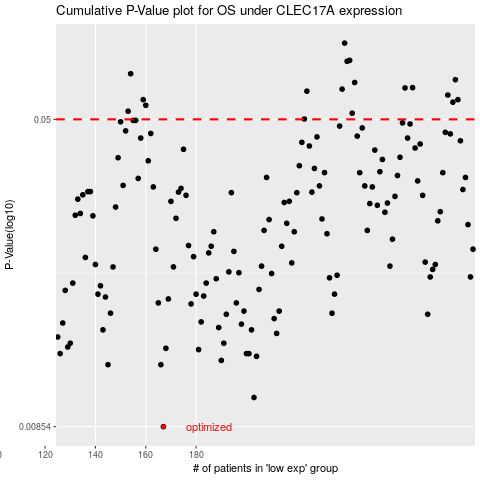 Cumulative P-Value plot for OS under CLEC17A expression
P-Value(log10)
0.05
0.00854
optimized
0 120 140 160 180
# of patients in 'low exp' group